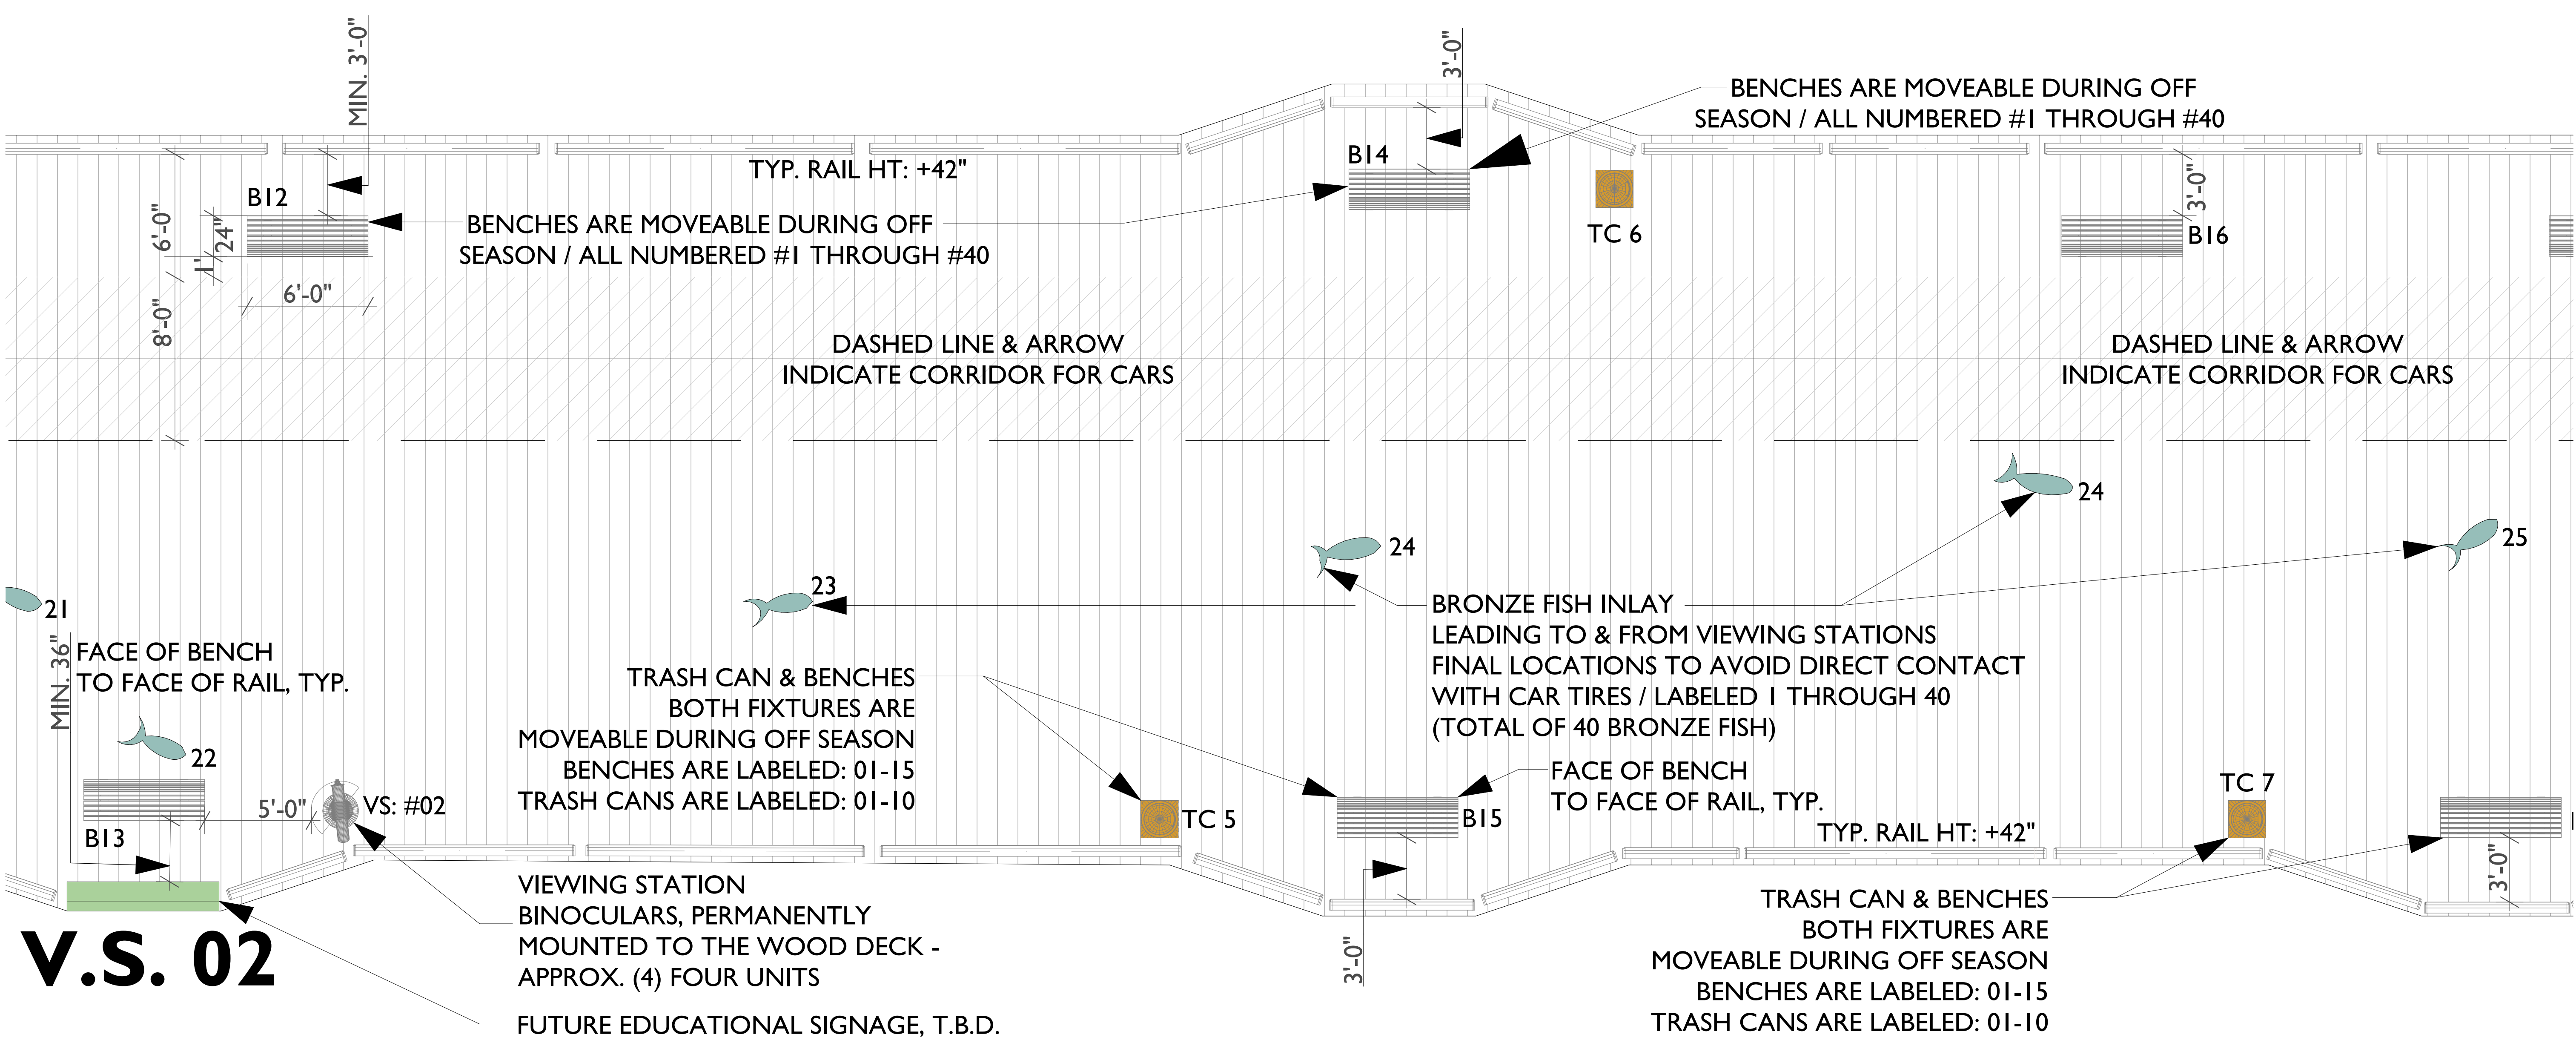 MIN. 3'-0"
3'-0"
BENCHES ARE MOVEABLE DURING OFF
SEASON / ALL NUMBERED #1 THROUGH #40
TYP. RAIL HT: +42"
B14
B12
6'-0"
24"
1'
BENCHES ARE MOVEABLE DURING OFF
SEASON / ALL NUMBERED #1 THROUGH #40
TC 6
3'-0"
B16
6'-0"
8'-0"
DASHED LINE & ARROW
INDICATE CORRIDOR FOR CARS
DASHED LINE & ARROW
INDICATE CORRIDOR FOR CARS
24
25
24
23
21
BRONZE FISH INLAY
LEADING TO & FROM VIEWING STATIONS
FINAL LOCATIONS TO AVOID DIRECT CONTACT
WITH CAR TIRES / LABELED 1 THROUGH 40
(TOTAL OF 40 BRONZE FISH)
MIN. 36"
FACE OF BENCH
TO FACE OF RAIL, TYP.
TRASH CAN & BENCHES
BOTH FIXTURES ARE
MOVEABLE DURING OFF SEASON
BENCHES ARE LABELED: 01-15
TRASH CANS ARE LABELED: 01-10
22
5'-0"
VS: #02
B13
TC 5
B15
FACE OF BENCH
TO FACE OF RAIL, TYP.
TYP. RAIL HT: +42"
TC 7
3'-0"
V.S. 02
VIEWING STATION
BINOCULARS, PERMANENTLY
MOUNTED TO THE WOOD DECK -
APPROX. (4) FOUR UNITS
FUTURE EDUCATIONAL SIGNAGE, T.B.D.
3'-0"
TRASH CAN & BENCHES
BOTH FIXTURES ARE
MOVEABLE DURING OFF SEASON
BENCHES ARE LABELED: 01-15
TRASH CANS ARE LABELED: 01-10